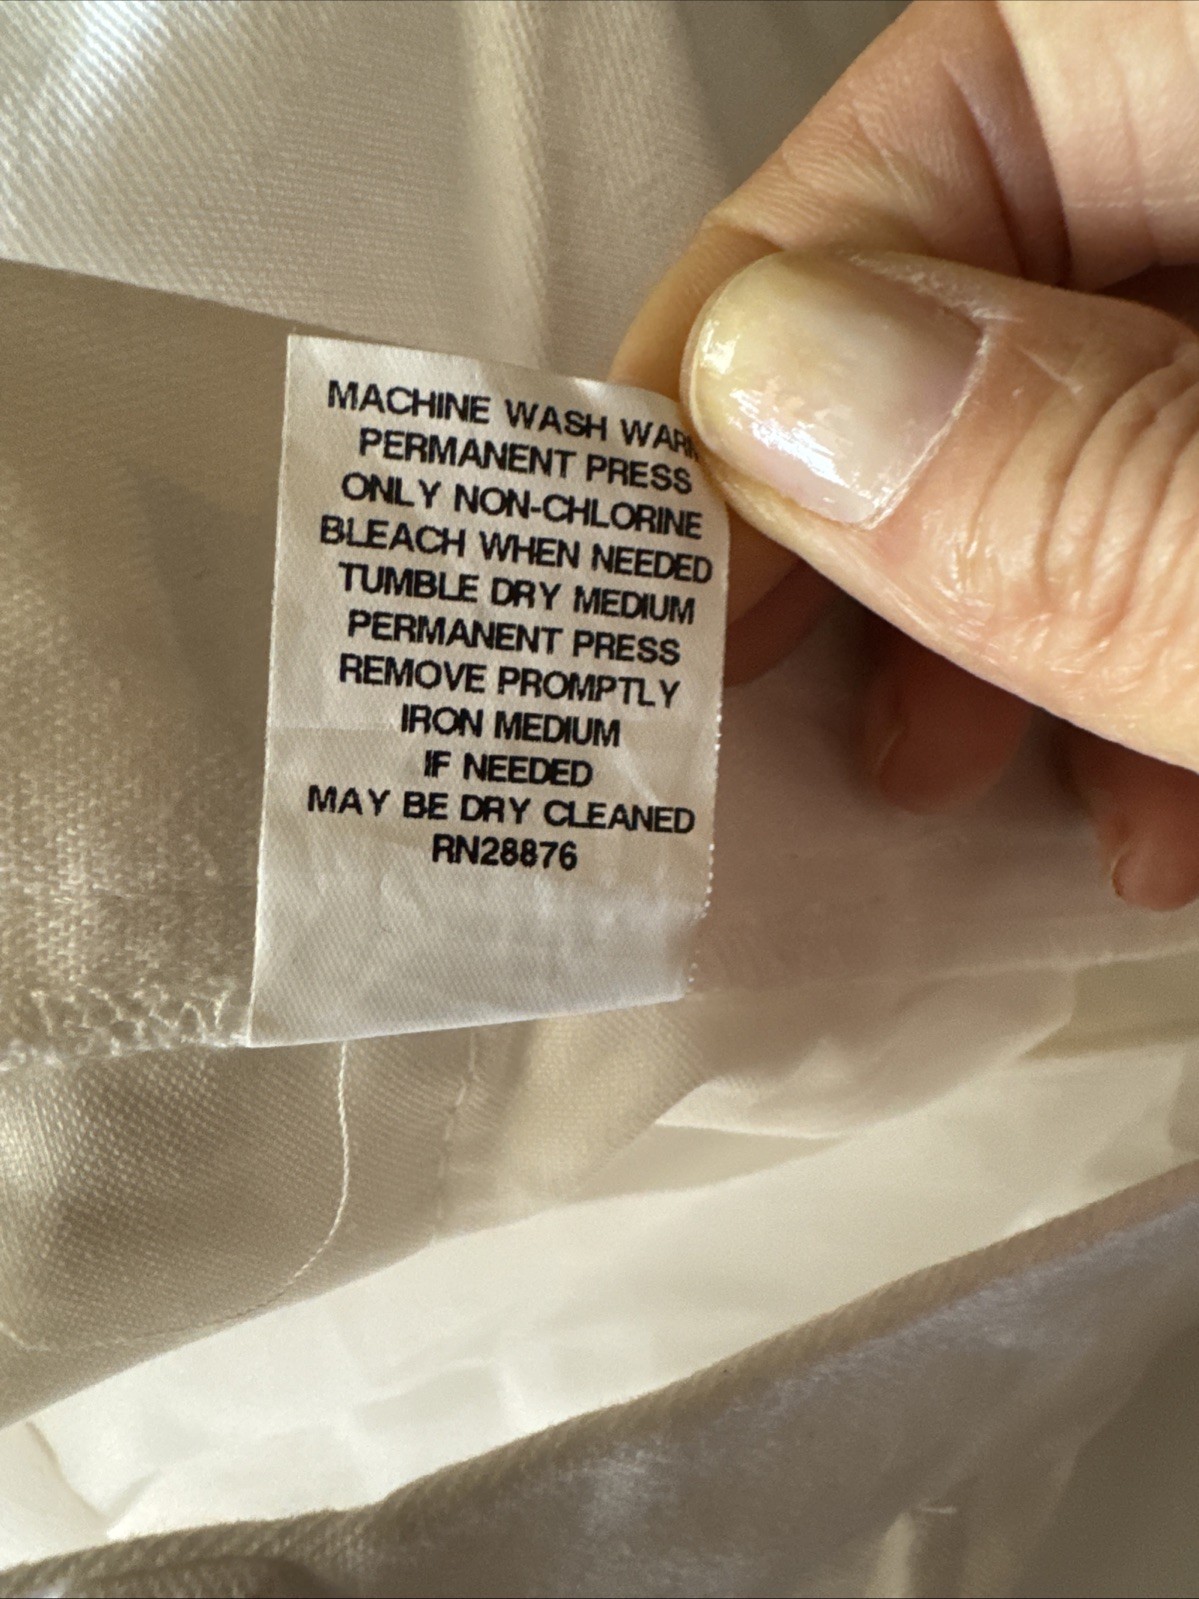 MACHINE WASH WARM
PERMANENT PRESS
ONLY NON-CHLORINE
BLEACH WHEN NEEDED
TUMBLE DRY MEDIUM
PERMANENT PRESS
REMOVE PROMPTLY
IRON MEDIUM
IF NEEDED
MAY BE DRY CLEANED
RN28876